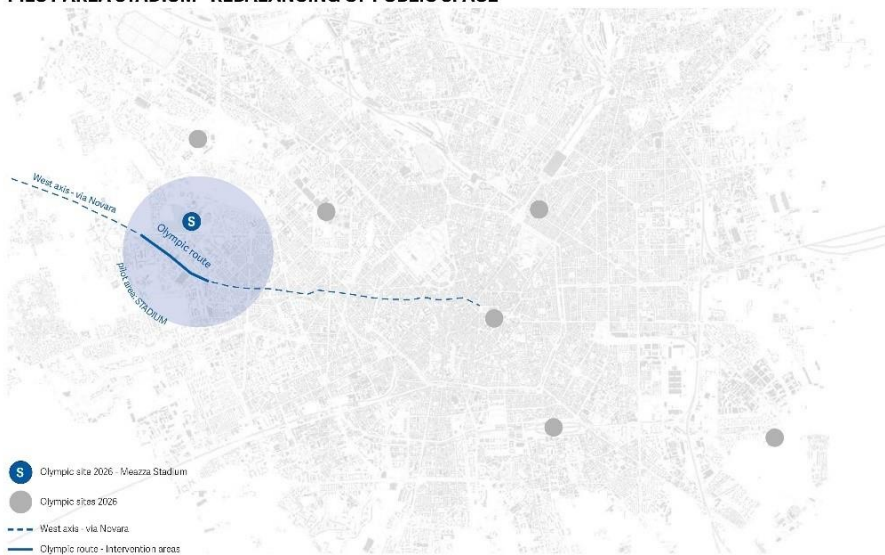 PILOT AREA STADIUM - REBALANCING OF PUBLIC SPACE
West axis - via Novara
S
Olympic route
pilot area: STADIUM
S Olympic site 2026 - Meazza Stadium
Olympic sites 2026
West axis - via Novara
Olympic route - Intervention areas